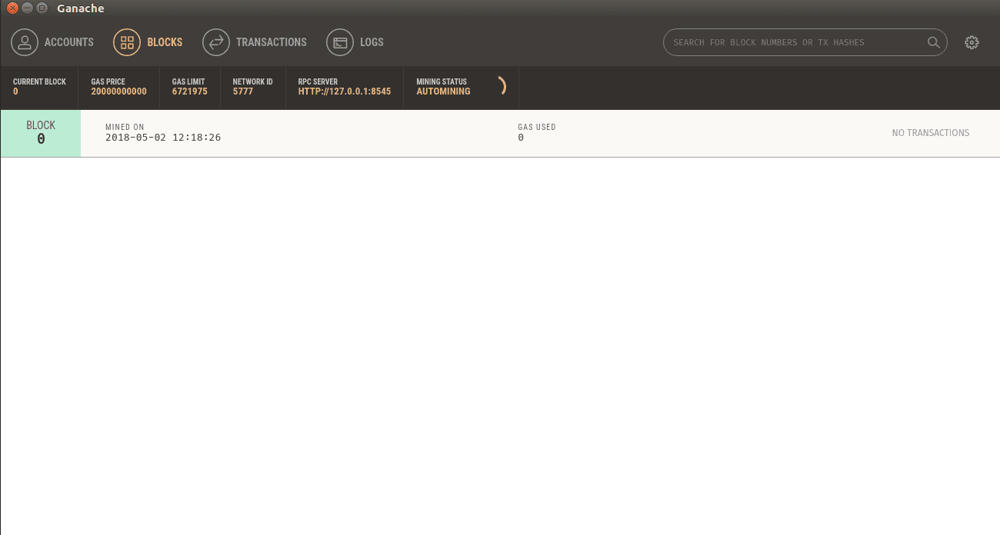 Ganache
ACCOUNTS BLOCKS TRANSACTIONS LOGS SEARCH FOR BLOCK NUMBERS OR TX HASHES
CURRENT BLOCK GAS PRICE GAS LIMIT NETWORK ID RPC SERVER MINING STATUS
0 20000000000 6721975 5777 HTTP://127.0.0.1:8545 AUTOMINING
BLOCK MINED ON GAS USED
0 2018-05-02 12:18:26 0 NO TRANSACTIONS